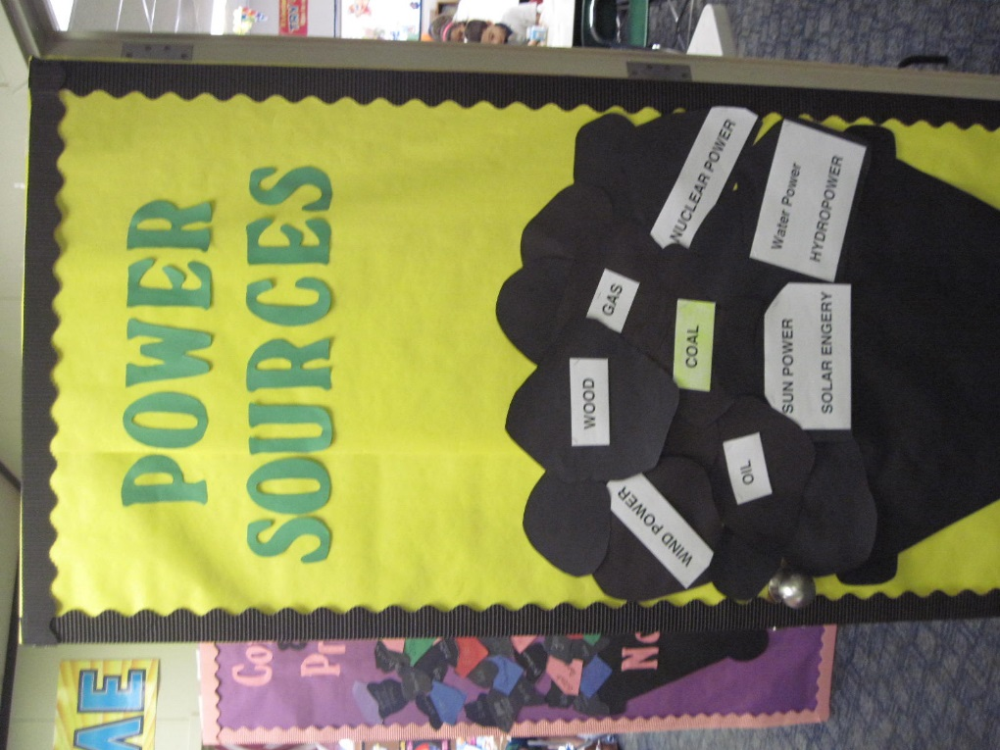 POWER
SOURCES
NUCLEAR POWER
GAS
WOOD
WIND POWER
COAL
Water Power
HYDROPOWER
OIL
SUN POWER
SOLAR ENGERY